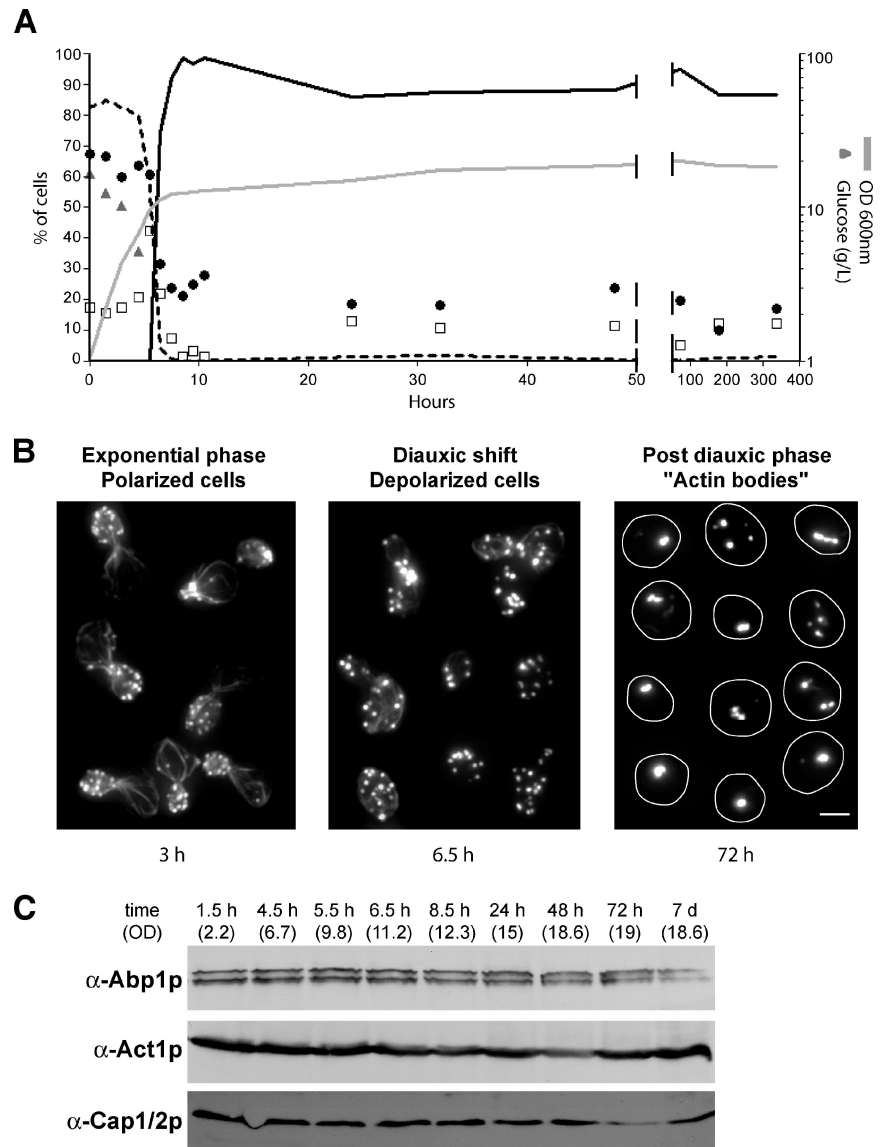 A
100
90
80
70
60
50
40
30
20
10
0
% of cells
0 10 20 30 40 50 100 200 300 400
Hours
100
10
1
OD 600nm
Glucose (g/L)
B
Exponential phase
Polarized cells
Diauxic shift
Depolarized cells
Post diauxic phase
"Actin bodies"
3 h
6.5 h
72 h
C
time 1.5 h 4.5 h 5.5 h 6.5 h 8.5 h 24 h 48 h 72 h 7 d
(OD) (2.2) (6.7) (9.8) (11.2) (12.3) (15) (18.6) (19) (18.6)
α-Abp1p
α-Act1p
α-Cap1/2p